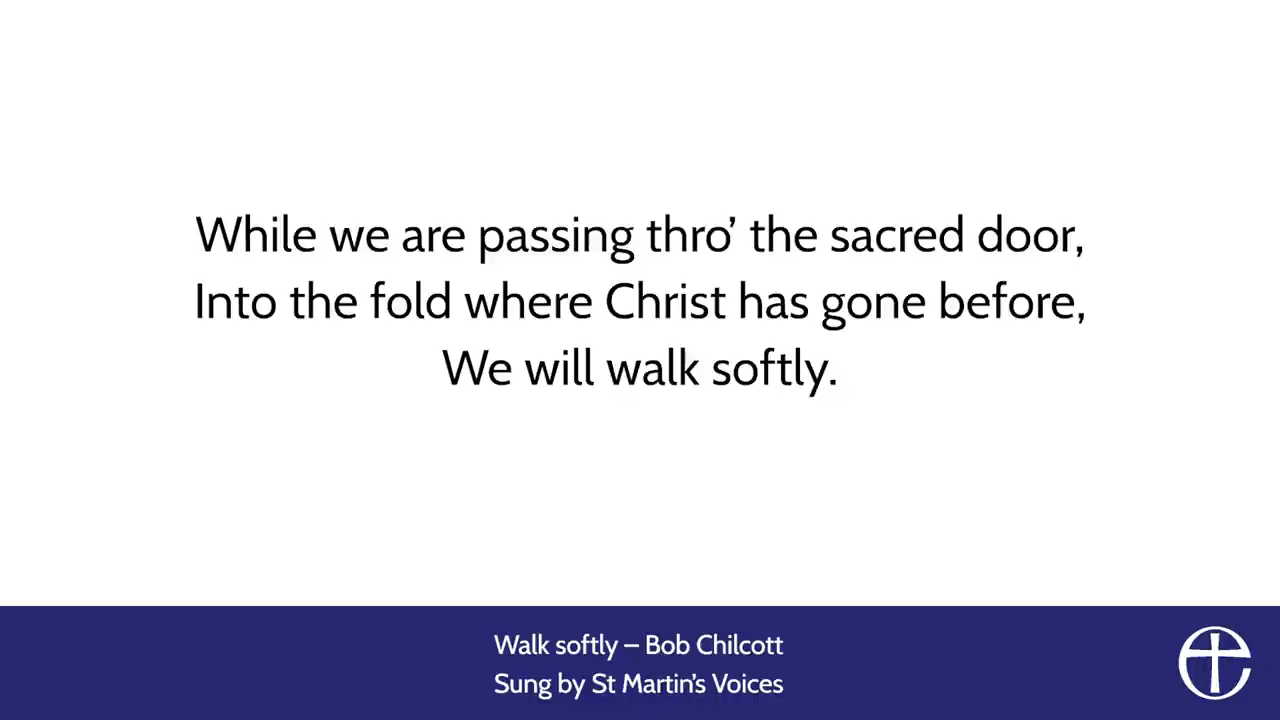 While we are passing thro’ the sacred door,
Into the fold where Christ has gone before,
We will walk softly.
Walk softly – Bob Chilcott
Sung by St Martin’s Voices